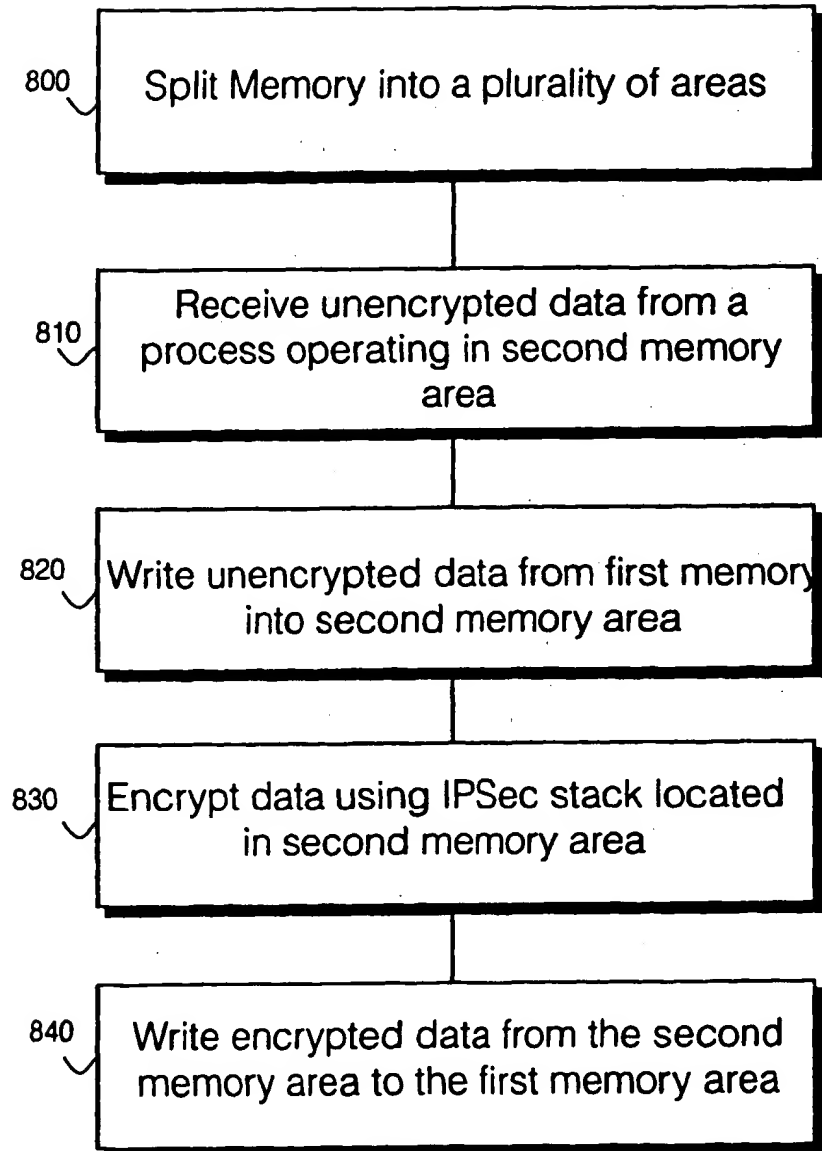 800
Split Memory into a plurality of areas
810
Receive unencrypted data from a
process operating in second memory
area
820
Write unencrypted data from first memory
into second memory area
830
Encrypt data using IPSec stack located
in second memory area
840
Write encrypted data from the second
memory area to the first memory area